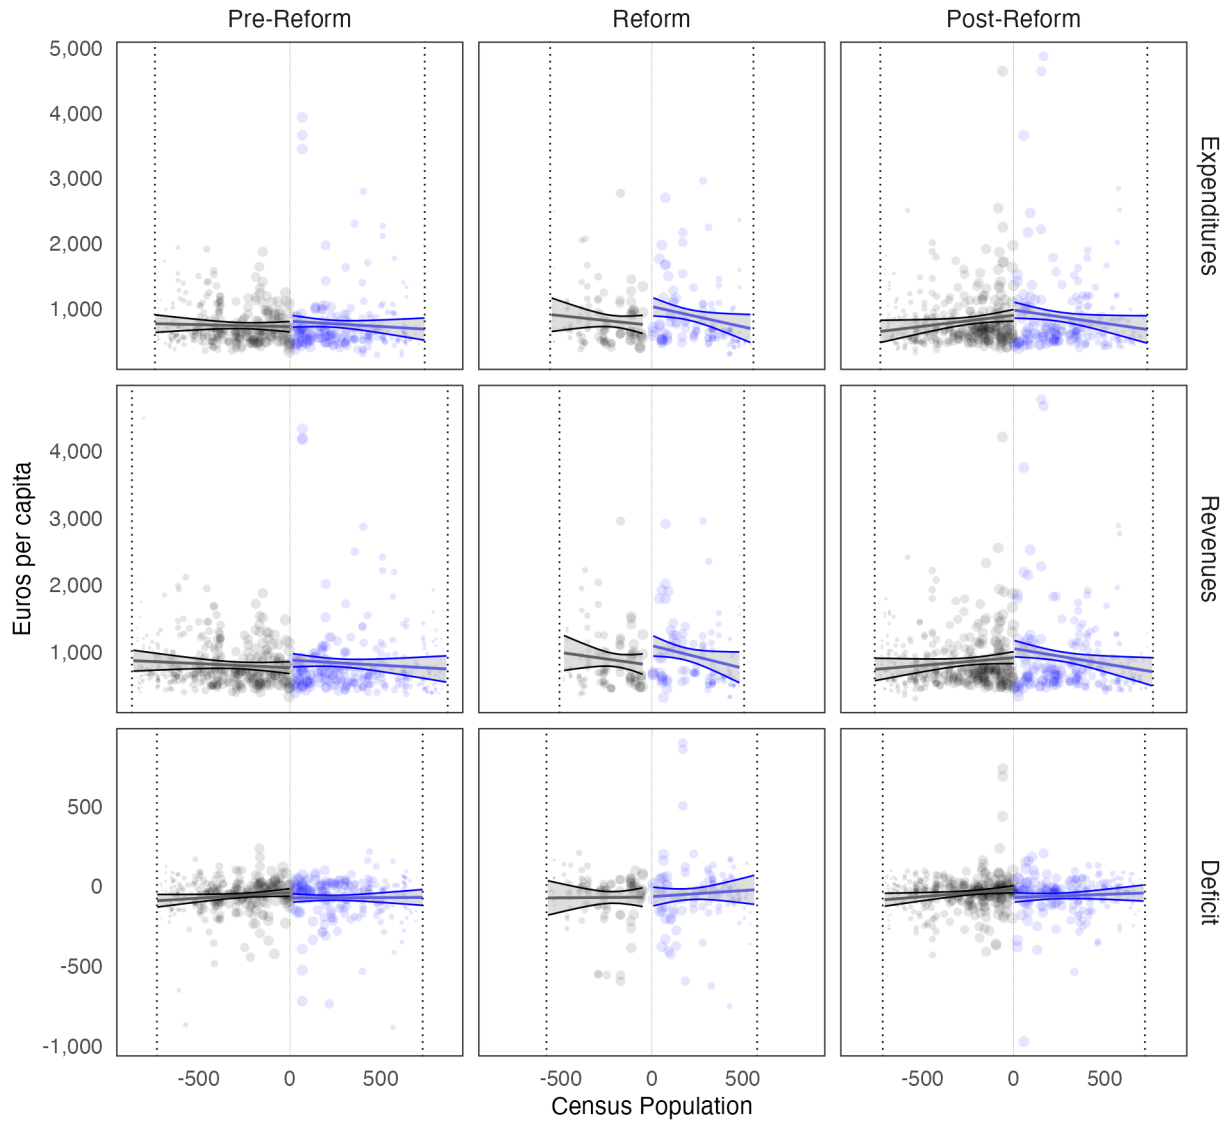 Pre-Reform Reform Post-Reform
5,000
4,000
3,000
2,000
1,000
Expenditures
4,000
3,000
2,000
1,000
Revenues
Euros per capita
500
0
-500
-1,000
Deficit
-500 0 500 -500 0 500 -500 0 500
Census Population